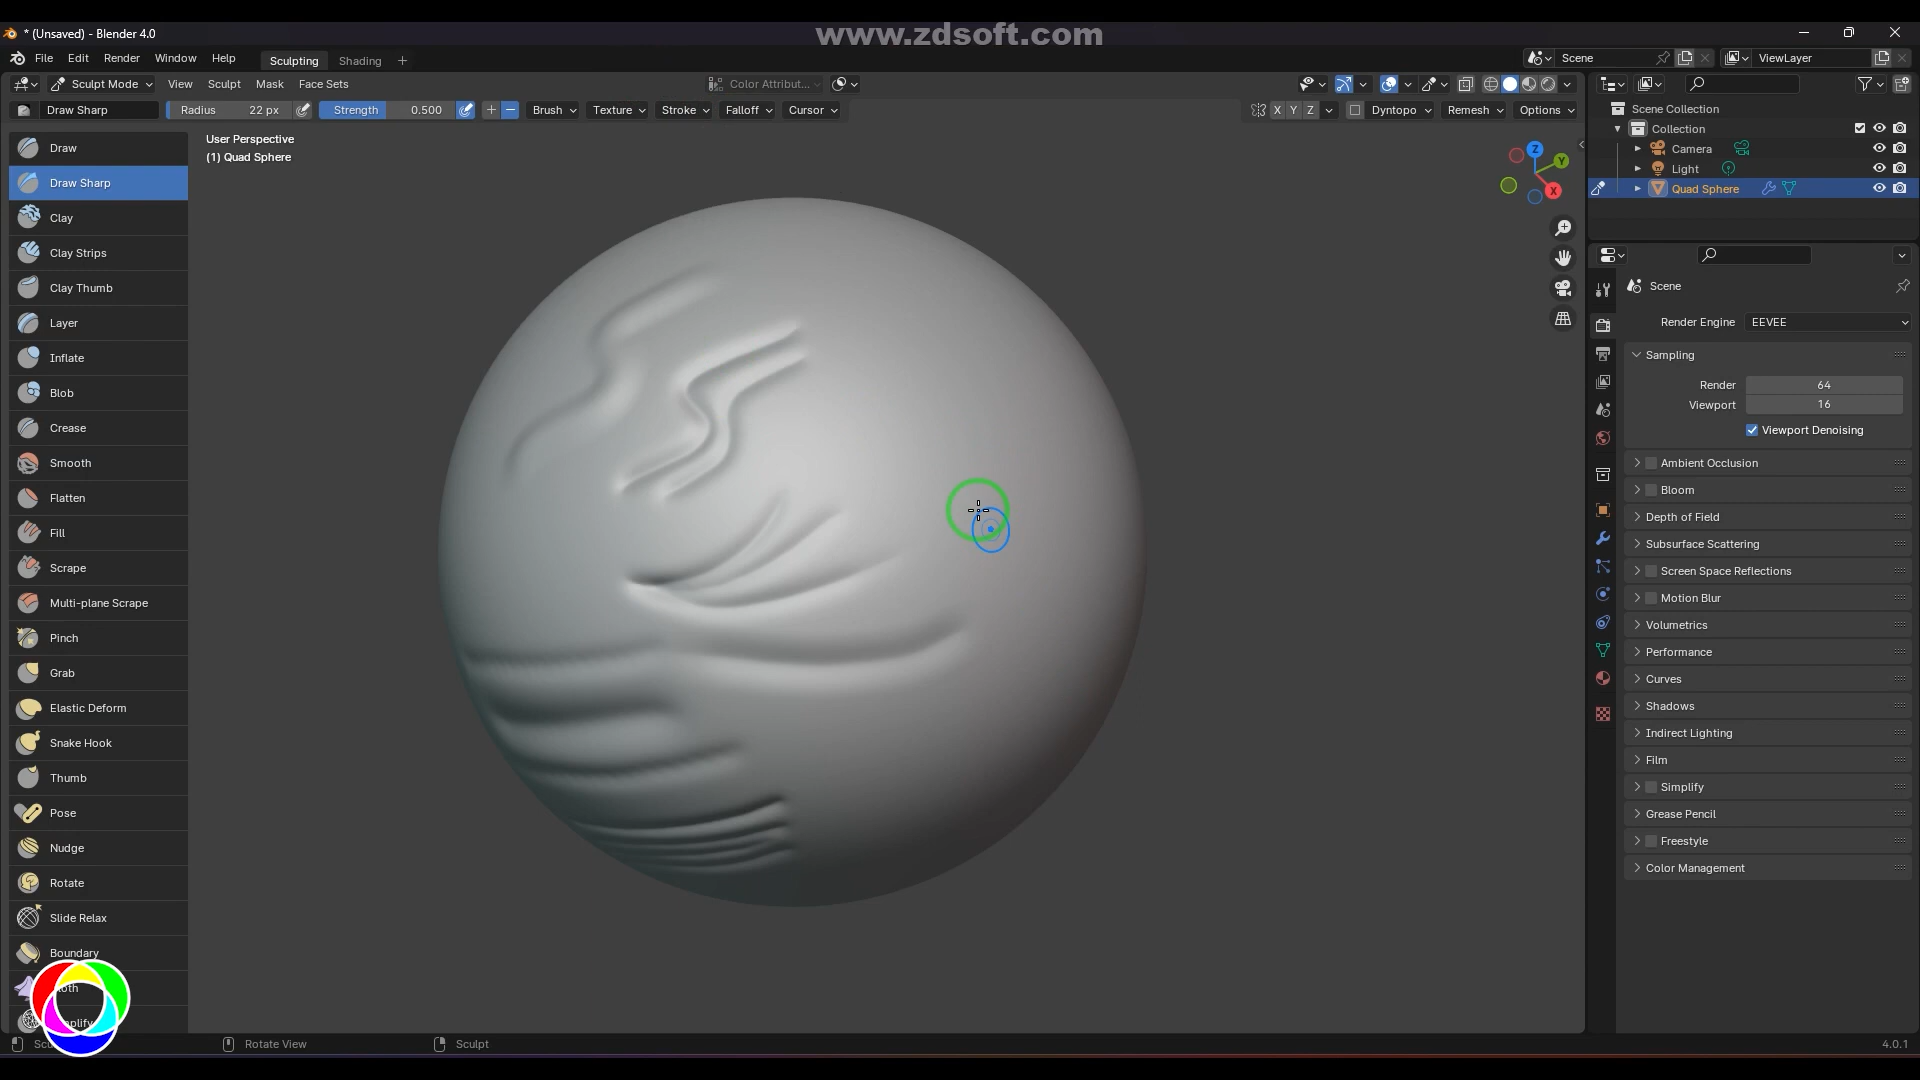 www.zdsoft.com
* (Unsaved) - Blender 4.0
File Edit Render Window Help Sculpting Shading +
Scene ViewLayer
Sculpt Mode View Sculpt Mask Face Sets Color Attribut...
Draw Sharp Radius 22 px Strength 0.500 Brush Texture Stroke Falloff Cursor X Y Z Dyntopo Remesh Options
User Perspective
(1) Quad Sphere
Z
Y
X
Draw
Draw Sharp
Clay
Clay Strips
Clay Thumb
Layer
Inflate
Blob
Crease
Smooth
Flatten
Fill
Scrape
Multi-plane Scrape
Pinch
Grab
Elastic Deform
Snake Hook
Thumb
Pose
Nudge
Rotate
Slide Relax
Boundary
Scene Collection
Collection
Camera
Light
Quad Sphere
Scene
Render Engine EEVEE
Sampling
Render 64
Viewport 16
Viewport Denoising
Ambient Occlusion
Bloom
Depth of Field
Subsurface Scattering
Screen Space Reflections
Motion Blur
Volumetrics
Performance
Curves
Shadows
Indirect Lighting
Film
Simplify
Grease Pencil
Freestyle
Color Management
Rotate View Sculpt 4.0.1